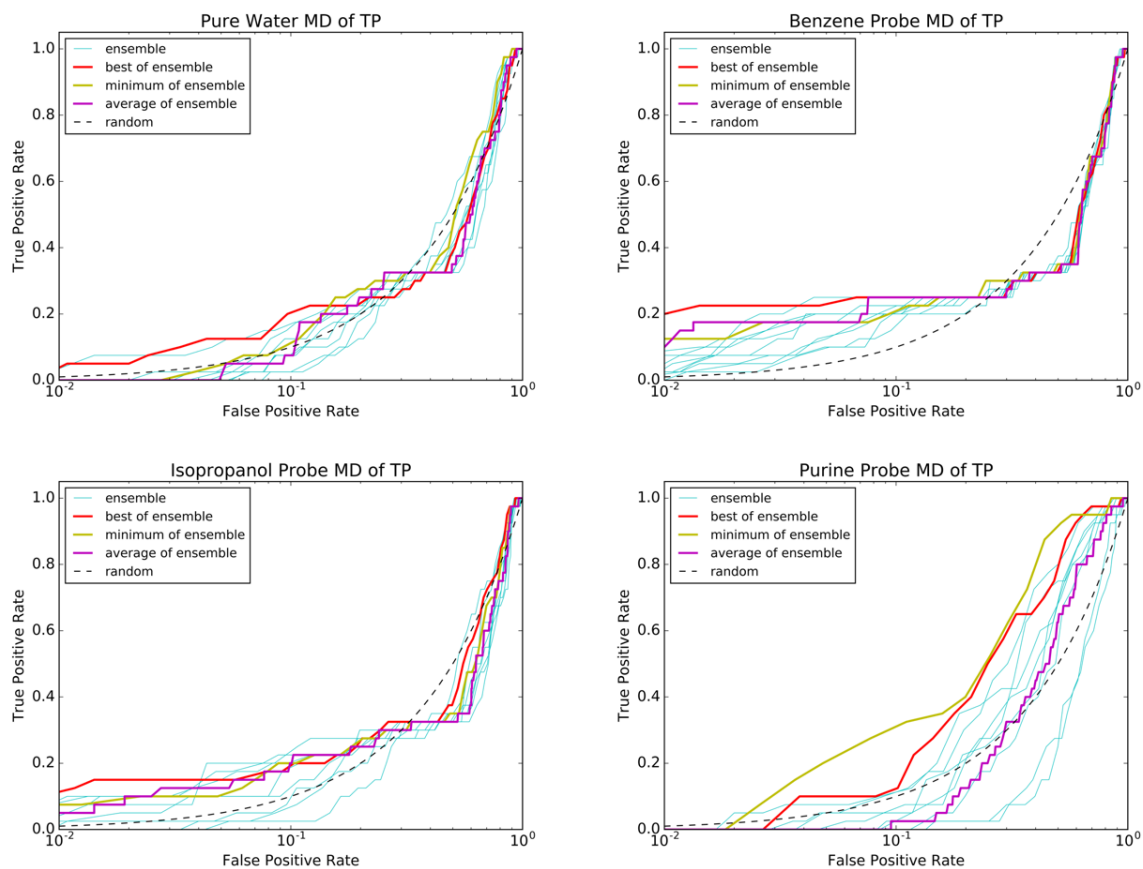 Pure Water MD of TP
ensemble
best of ensemble
minimum of ensemble
average of ensemble
random
1.0
0.8
0.6
0.4
0.2
0.0
True Positive Rate
10⁻²
10⁻¹
10⁰
False Positive Rate
Benzene Probe MD of TP
ensemble
best of ensemble
minimum of ensemble
average of ensemble
random
1.0
0.8
0.6
0.4
0.2
0.0
True Positive Rate
10⁻²
10⁻¹
10⁰
False Positive Rate
Isopropanol Probe MD of TP
ensemble
best of ensemble
minimum of ensemble
average of ensemble
random
1.0
0.8
0.6
0.4
0.2
0.0
True Positive Rate
10⁻²
10⁻¹
10⁰
False Positive Rate
Purine Probe MD of TP
ensemble
best of ensemble
minimum of ensemble
average of ensemble
random
1.0
0.8
0.6
0.4
0.2
0.0
True Positive Rate
10⁻²
10⁻¹
10⁰
False Positive Rate